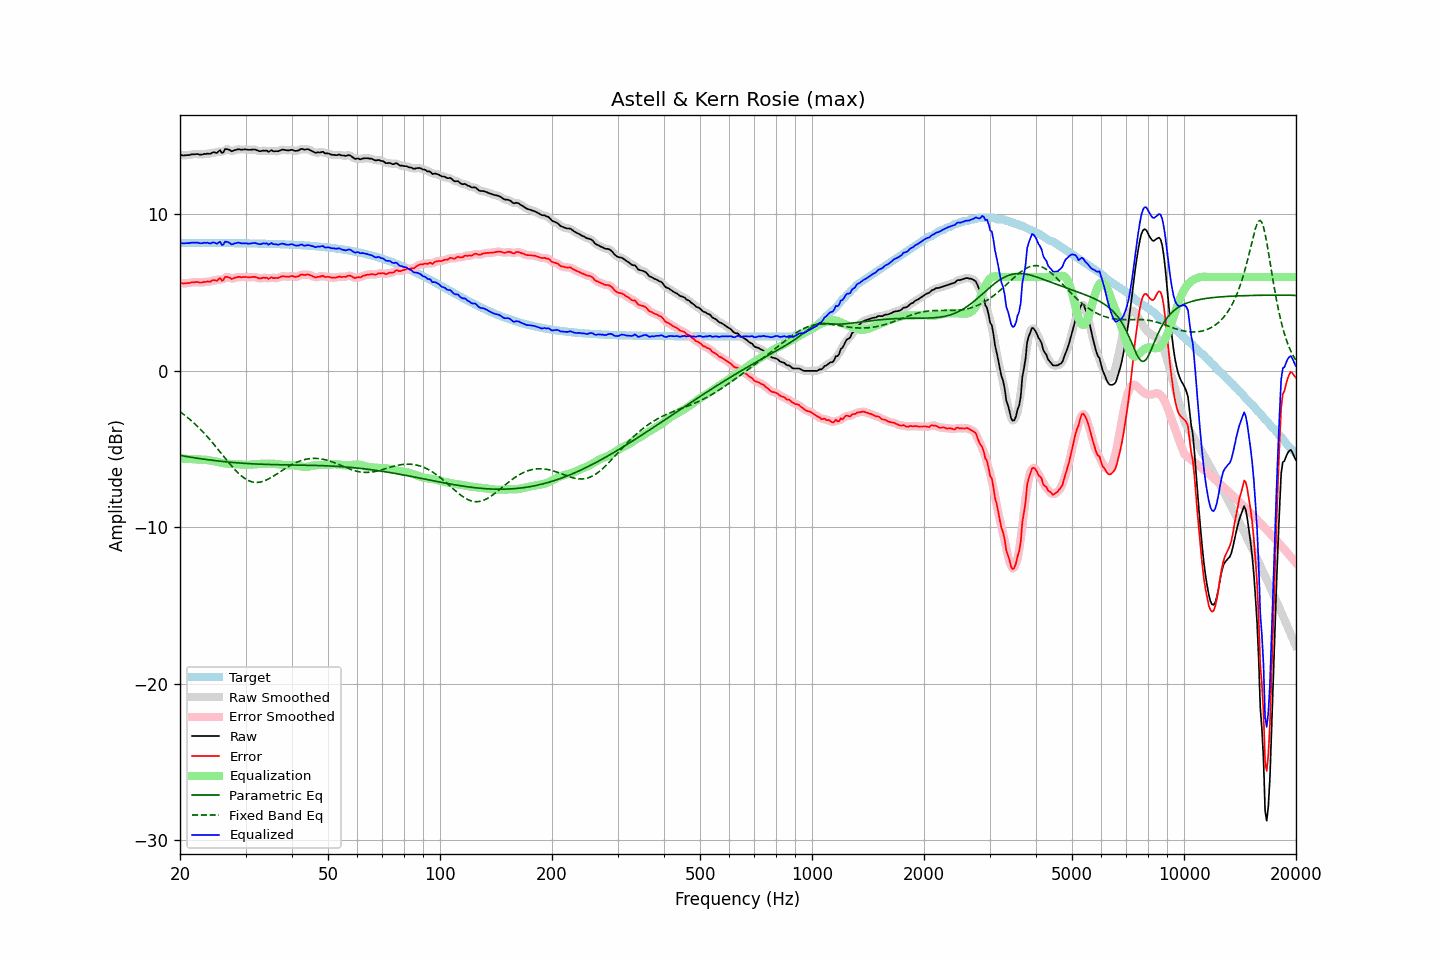 Astell & Kern Rosie (max)
Amplitude (dBr)
10
0
−10
−20
−30
Target
Raw Smoothed
Error Smoothed
Raw
Error
Equalization
Parametric Eq
Fixed Band Eq
Equalized
20 50 100 200 500 1000 2000 5000 10000 20000
Frequency (Hz)